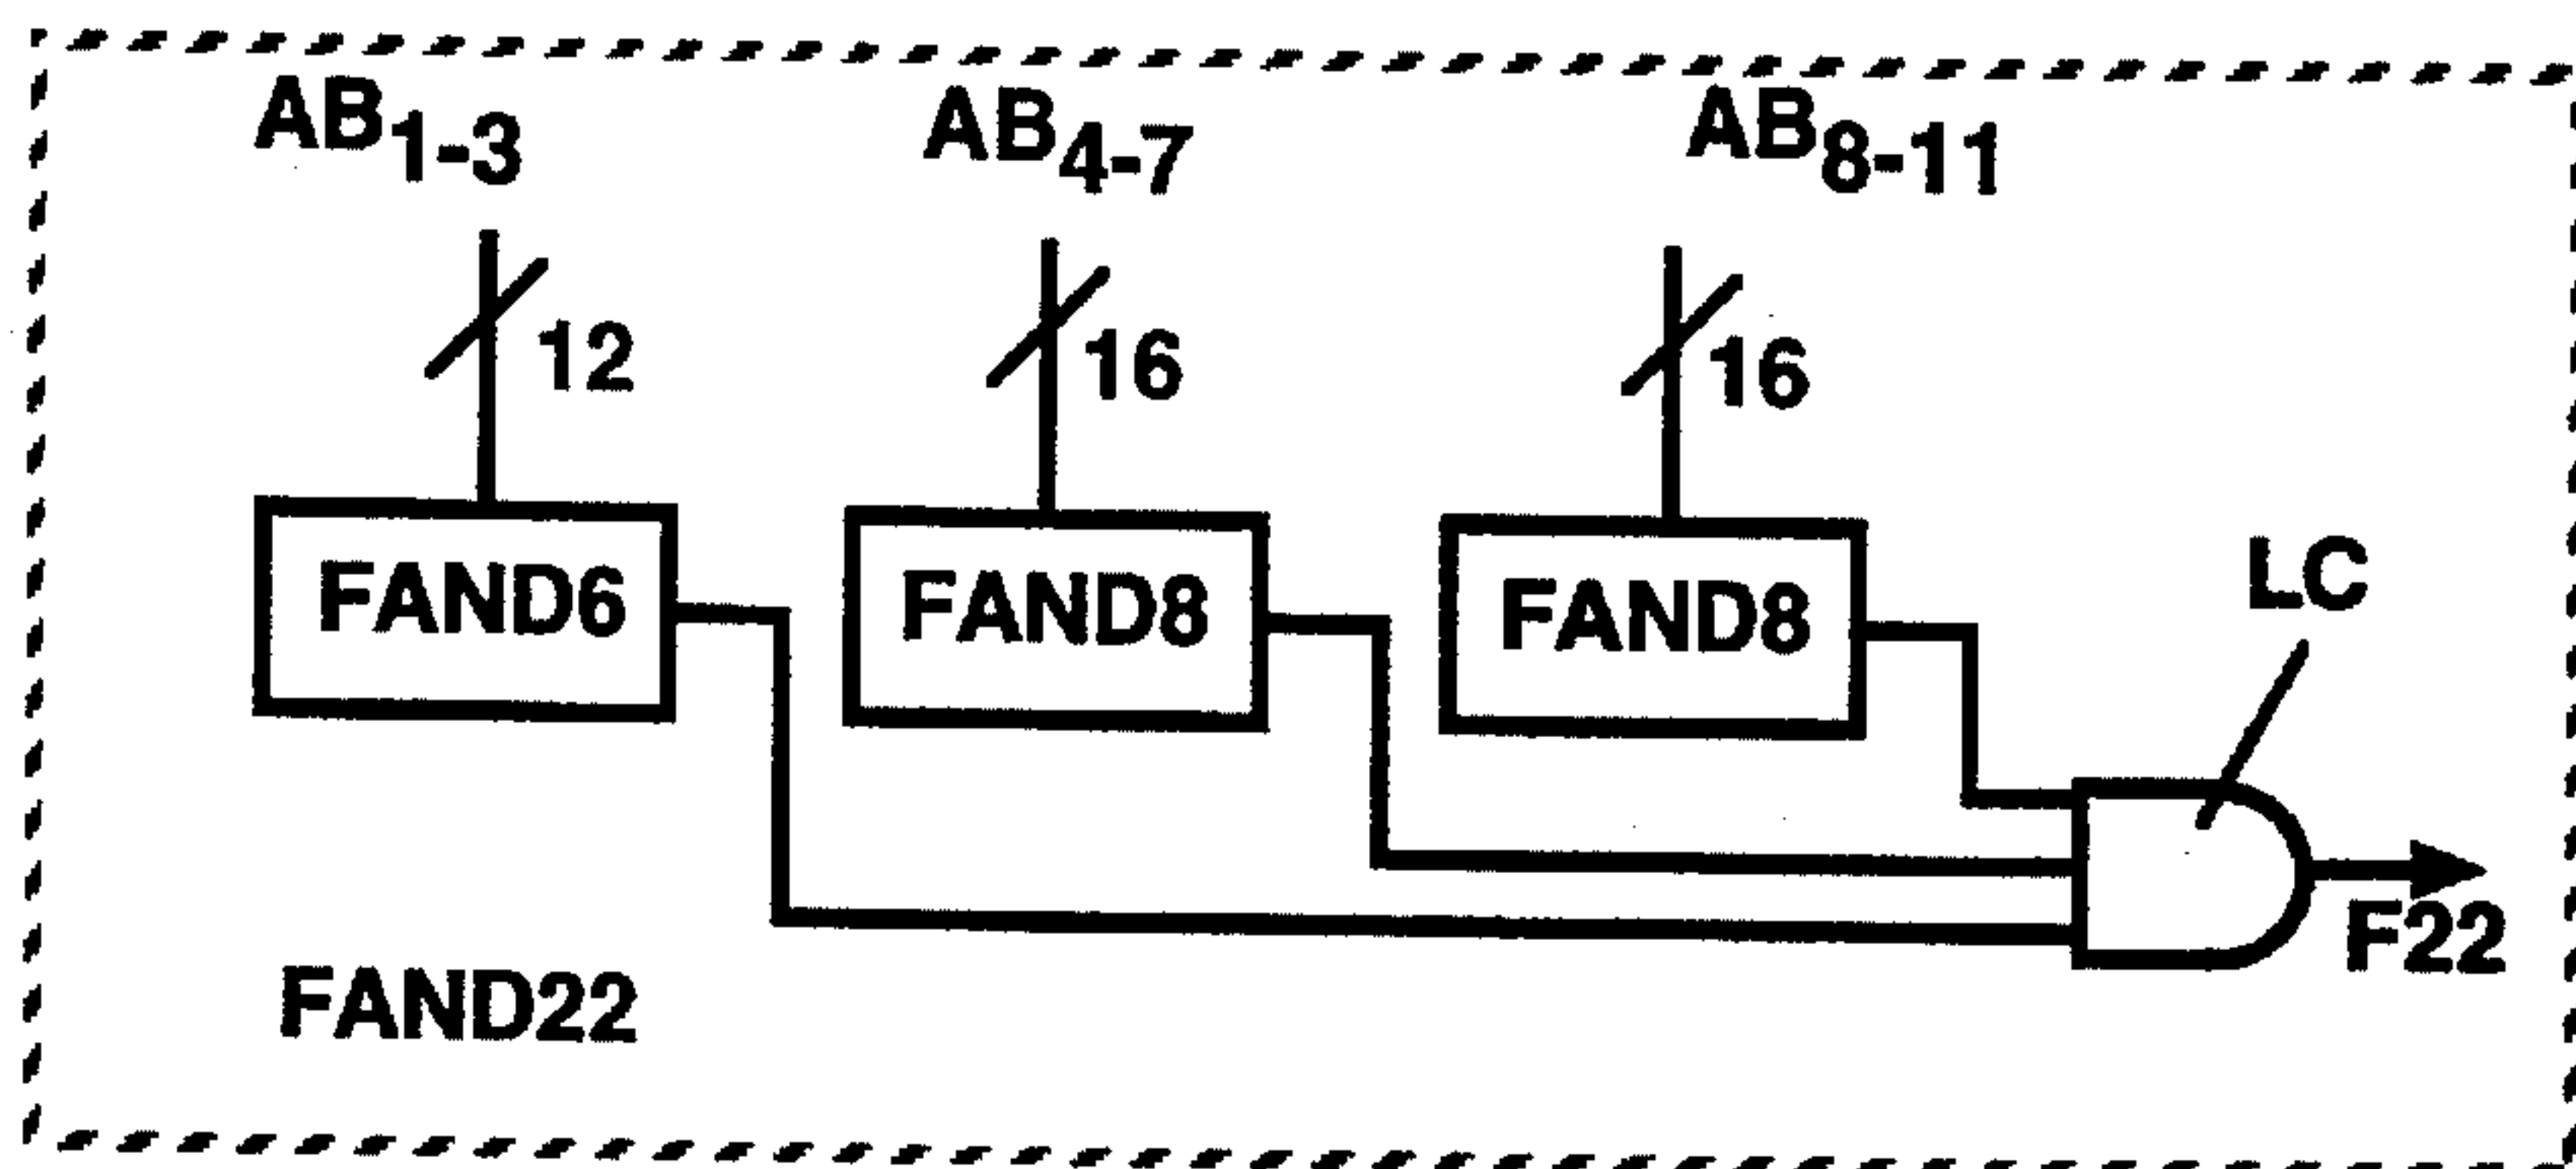 AB1-3 AB4-7 AB8-11
12 16 16
FAND6 FAND8 FAND8
LC
F22
FAND22